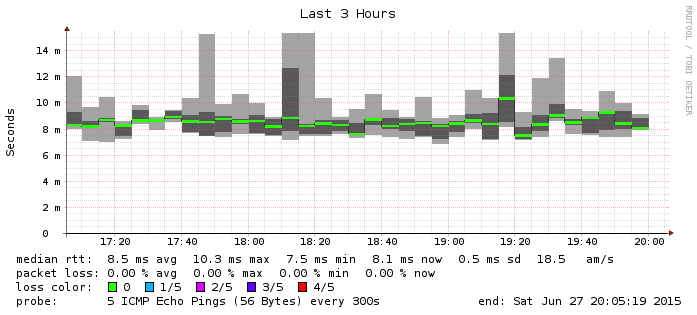 Last 3 Hours
RRDTOOL / TOBI OETIKER
Seconds
14 m
12 m
10 m
8 m
6 m
4 m
2 m
0
17:20 17:40 18:00 18:20 18:40 19:00 19:20 19:40 20:00
median rtt: 8.5 ms avg 10.3 ms max 7.5 ms min 8.1 ms now 0.5 ms sd 18.5 am/s
packet loss: 0.00 % avg 0.00 % max 0.00 % min 0.00 % now
loss color: 0 1/5 2/5 3/5 4/5
probe: 5 ICMP Echo Pings (56 Bytes) every 300s end: Sat Jun 27 20:05:19 2015